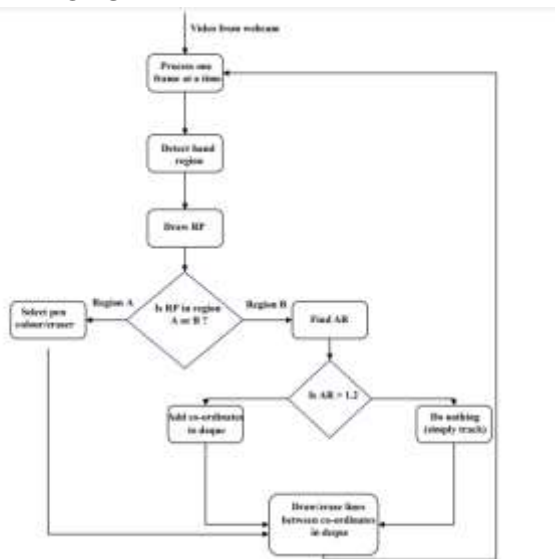 Video from webcam
Process one
frame at a time
Detect hand
region
Draw RP
Region A
Is RP in region
A or B ?
Region B
Select pen
colour/eraser
Find AR
Is AR > 1.2
Add co-ordinates
in deque
Do nothing
(simply track)
Draw/erase lines
between co-ordinates
in deque